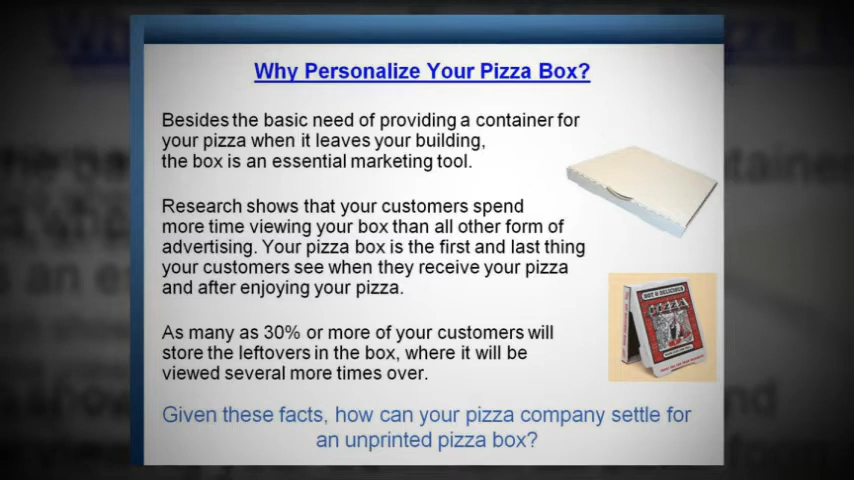 Why Personalize Your Pizza Box?
Besides the basic need of providing a container for
your pizza when it leaves your building,
the box is an essential marketing tool.
Research shows that your customers spend
more time viewing your box than all other form of
advertising. Your pizza box is the first and last thing
your customers see when they receive your pizza
and after enjoying your pizza.
As many as 30% or more of your customers will
store the leftovers in the box, where it will be
viewed several more times over.
Given these facts, how can your pizza company settle for
an unprinted pizza box?
HOT & DELICIOUS
PIZZA